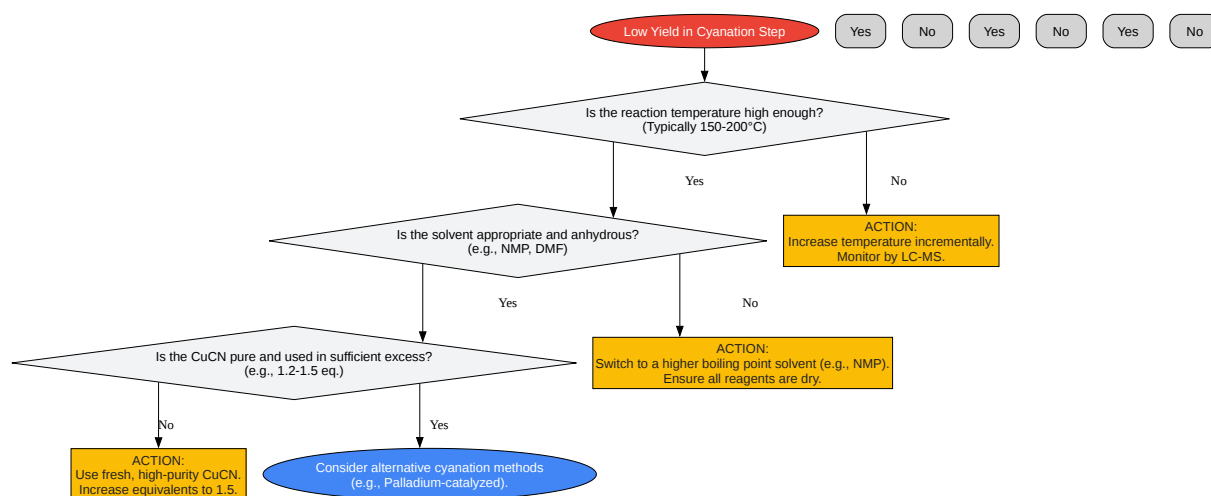 Low Yield in Cyanation Step
Yes
No
Yes
No
Yes
No
Is the reaction temperature high enough?
(Typically 150-200°C)
Yes
No
ACTION:
Increase temperature incrementally.
Monitor by LC-MS.
Is the solvent appropriate and anhydrous?
(e.g., NMP, DMF)
Yes
No
ACTION:
Switch to a higher boiling point solvent (e.g., NMP).
Ensure all reagents are dry.
Is the CuCN pure and used in sufficient excess?
(e.g., 1.2-1.5 eq.)
No
Yes
ACTION:
Use fresh, high-purity CuCN.
Increase equivalents to 1.5.
Consider alternative cyanation methods
(e.g., Palladium-catalyzed).